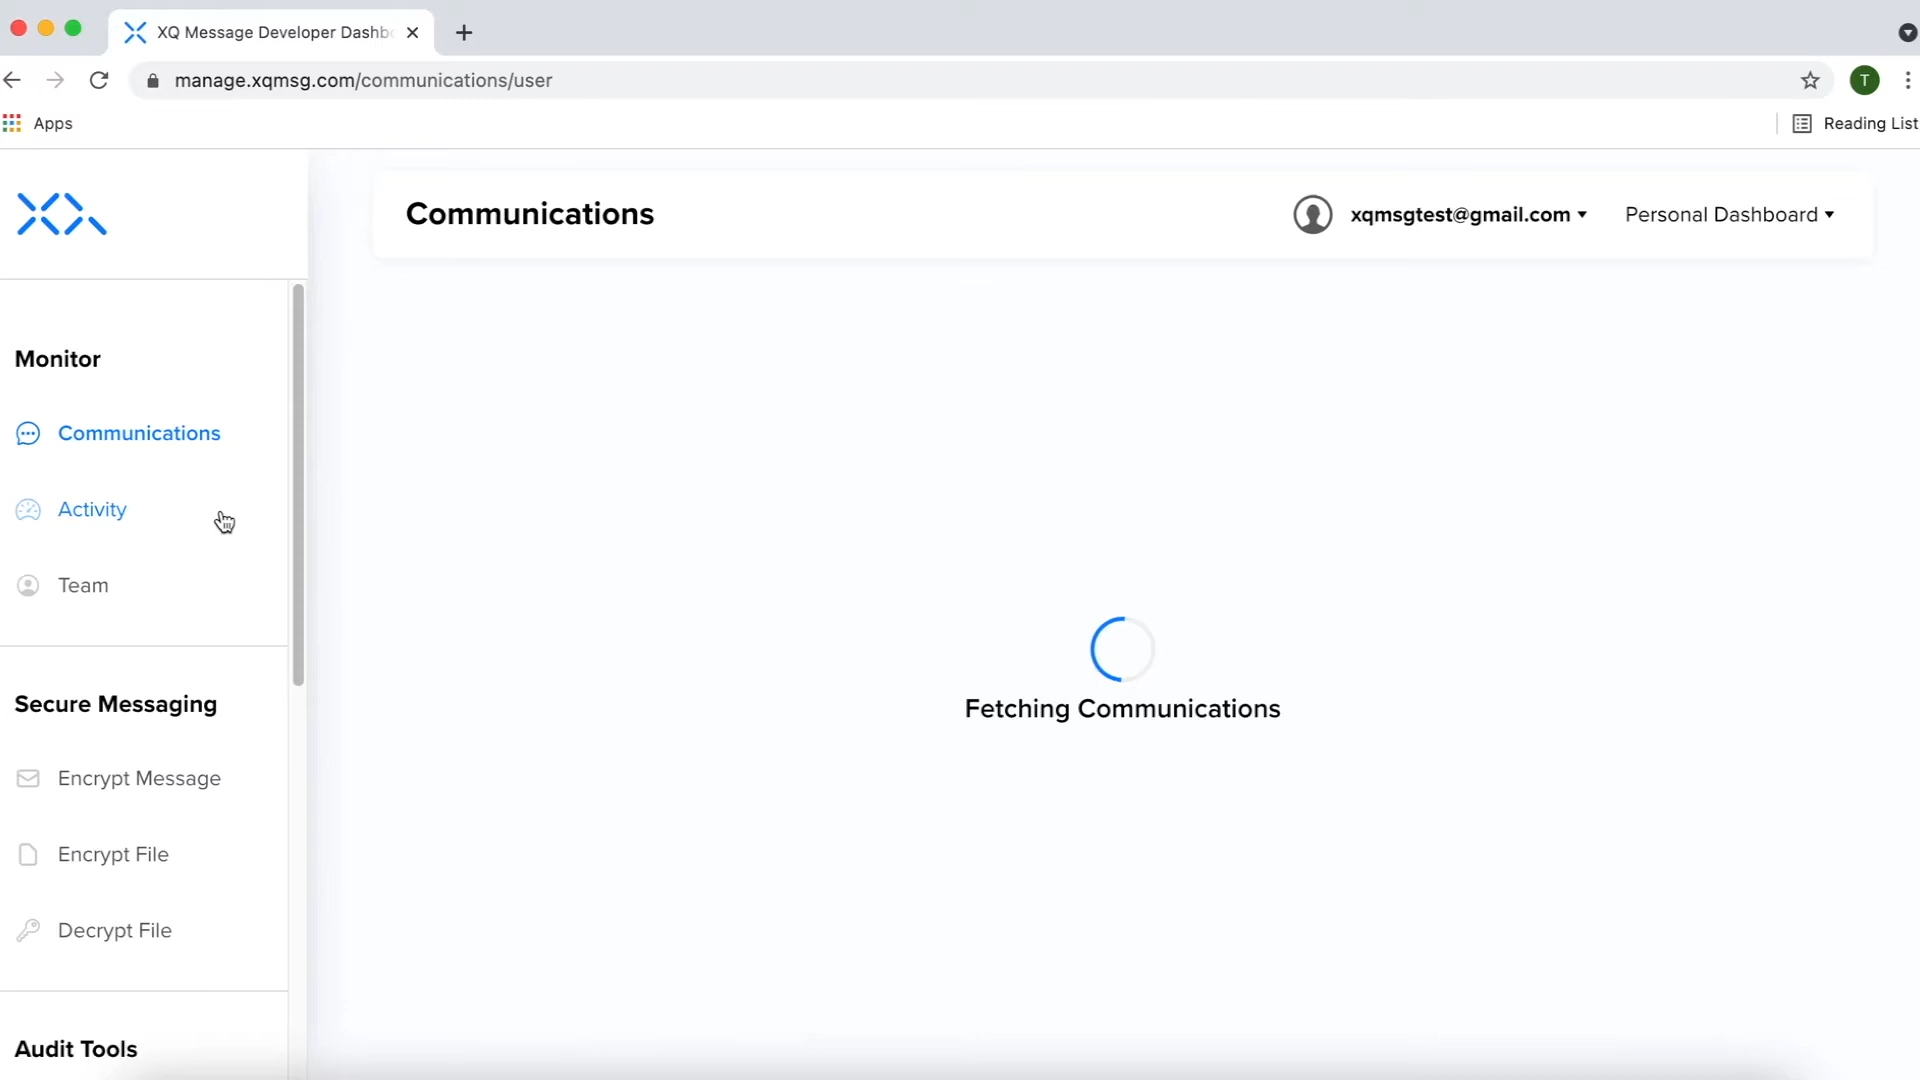 XQ Message Developer Dashb
manage.xqmsg.com/communications/user
T
Apps
Reading List
XQ
Communications
xqmsgtest@gmail.com
Personal Dashboard
Monitor
Communications
Activity
Team
Fetching Communications
Secure Messaging
Encrypt Message
Encrypt File
Decrypt File
Audit Tools